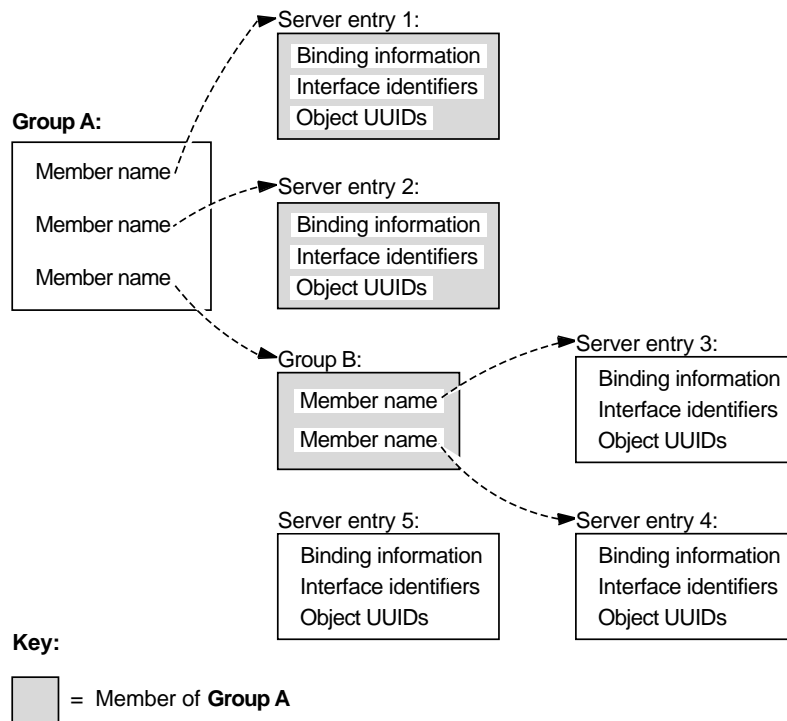 Server entry 1:
Binding information
Interface identifiers
Object UUIDs
Group A:
Member name
Member name
Member name
Server entry 2:
Binding information
Interface identifiers
Object UUIDs
Group B:
Member name
Member name
Server entry 3:
Binding information
Interface identifiers
Object UUIDs
Server entry 5:
Binding information
Interface identifiers
Object UUIDs
Server entry 4:
Binding information
Interface identifiers
Object UUIDs
Key:
= Member of Group A